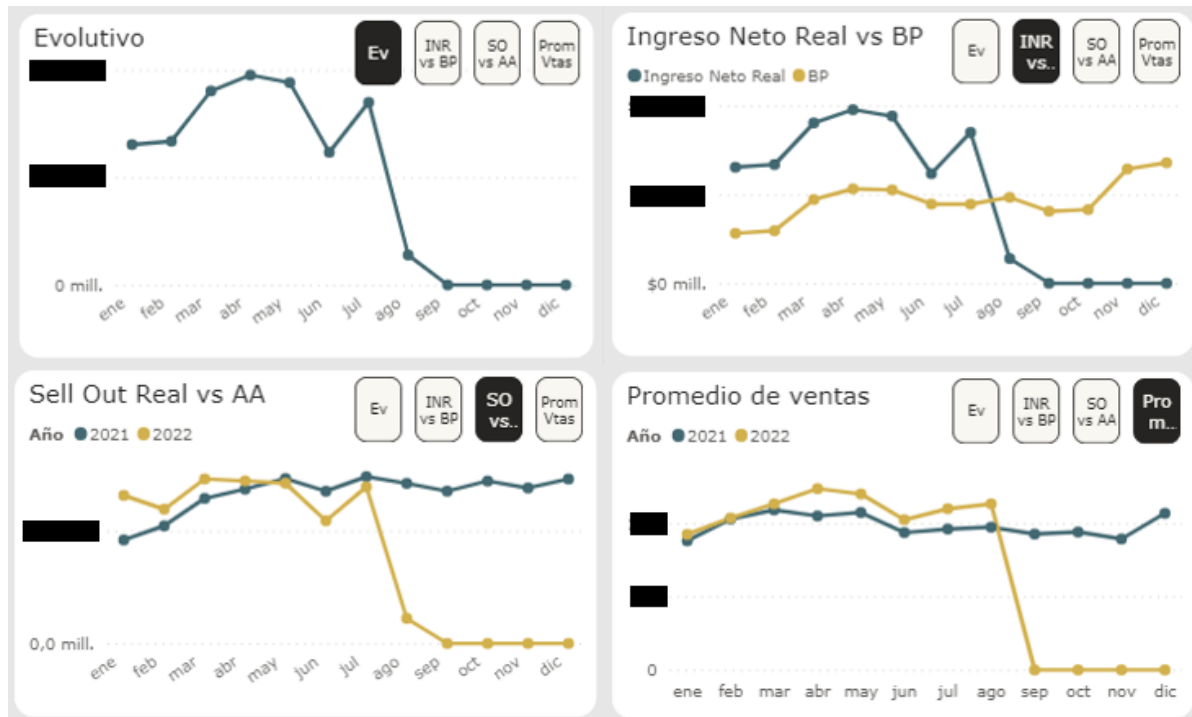 Evolutivo
Ev
INR
vs BP
SO
vs AA
Prom
Vtas
0 mill.
ene feb mar abr may jun jul ago sep oct nov dic
Ingreso Neto Real vs BP
Ev
INR
vs..
SO
vs AA
Prom
Vtas
Ingreso Neto Real BP
$0 mill.
ene feb mar abr may jun jul ago sep oct nov dic
Sell Out Real vs AA
Ev
INR
vs BP
SO
vs..
Prom
Vtas
Año 2021 2022
0,0 mill.
ene feb mar abr may jun jul ago sep oct nov dic
Promedio de ventas
Ev
INR
vs BP
SO
vs AA
Pro
m..
Año 2021 2022
0
ene feb mar abr may jun jul ago sep oct nov dic